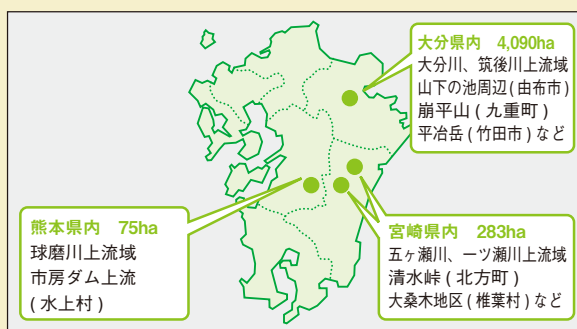 大分県内 4,090ha
大分川、筑後川上流域
山下の池周辺(由布市)
崩平山(九重町)
平治岳(竹田市)など
熊本県内 75ha
球磨川上流域
市房ダム上流
(水上村)
宮崎県内 283ha
五ヶ瀬川、一ツ瀬川上流域
清水峠(北方町)
大桑木地区(椎葉村)など